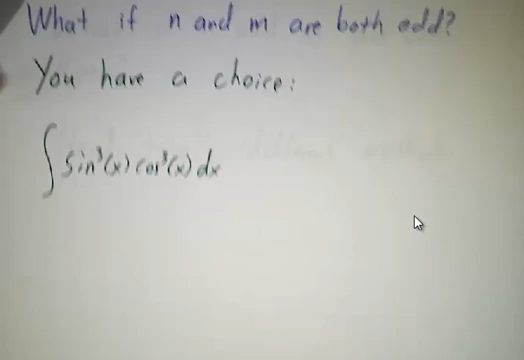 What if n and m are both odd?
You have a choice:
∫ sin³(x) cos³(x) dx